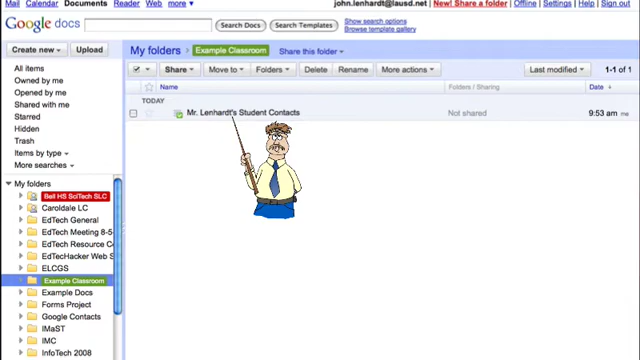 Calendar Documents Reader Web more ▾
john.lenhardt@lausd.net | New! Share a folder | Offline | Settings | Help | Sign out
Google docs
Search Docs
Search Templates
Show search options
Browse template gallery
Create new ▾
Upload
My folders › Example Classroom
Share this folder ▾
All items
Owned by me
Opened by me
Shared with me
Starred
Hidden
Trash
Items by type ▾
More searches ▾
Share ▾
Move to ▾
Folders ▾
Delete
Rename
More actions ▾
Last modified ▾
1-1 of 1
Name
Folders / Sharing
Date
TODAY
Mr. Lenhardt's Student Contacts
Not shared
9:53 am
My folders
Bell HS SciTech SLC
Caroldale LC
EdTech General
EdTech Meeting 8-5-
EdTech Resource Co
EdTecHacker Web S
ELCGS
Example Classroom
Example Docs
Forms Project
Google Contacts
IMaST
IMC
InfoTech 2008